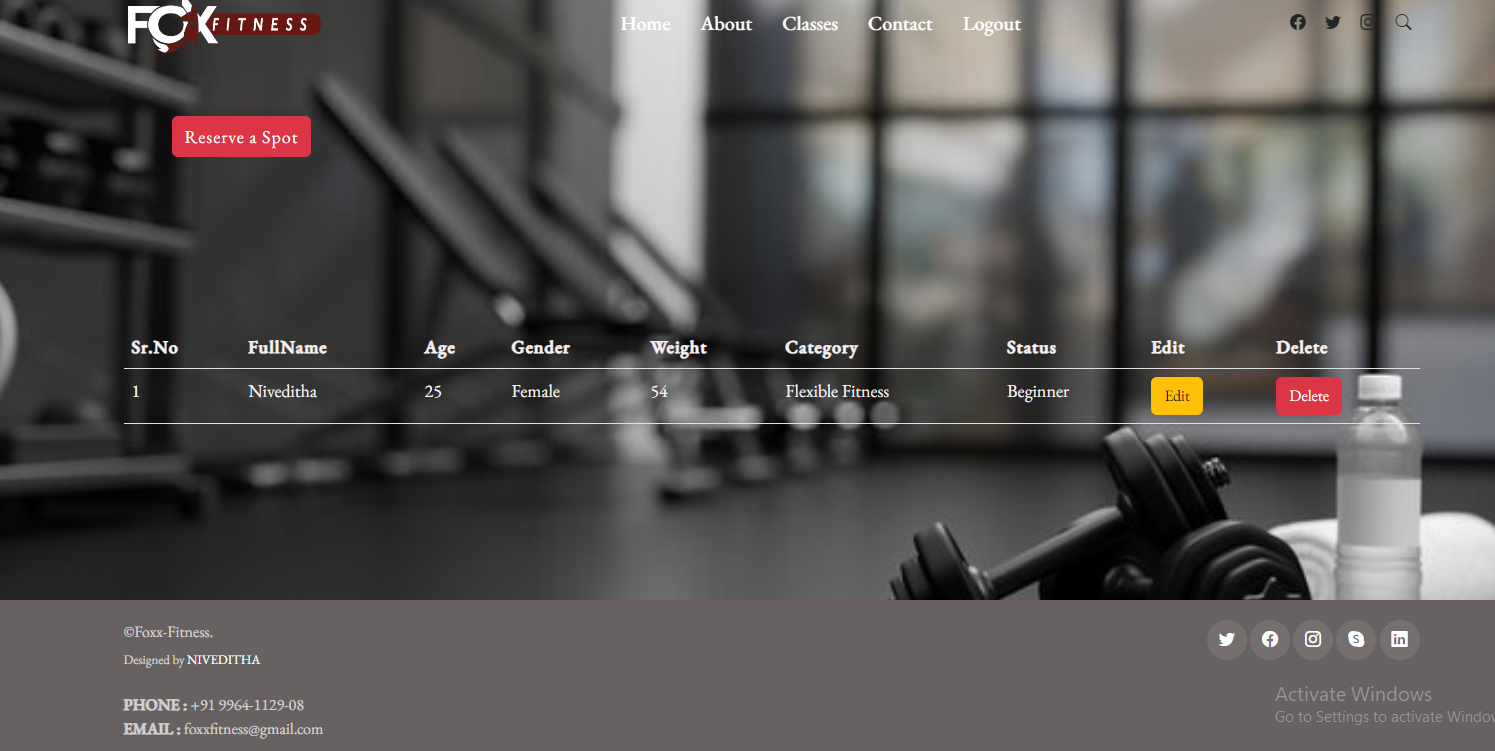 FOX FITNESS
Home About Classes Contact Logout
Reserve a Spot
Sr.No FullName Age Gender Weight Category Status Edit Delete
1 Niveditha 25 Female 54 Flexible Fitness Beginner Edit Delete
©Foxx-Fitness.
Designed by NIVEDITHA
PHONE : +91 9964-1129-08
EMAIL : foxxfitness@gmail.com
Activate Windows
Go to Settings to activate Window